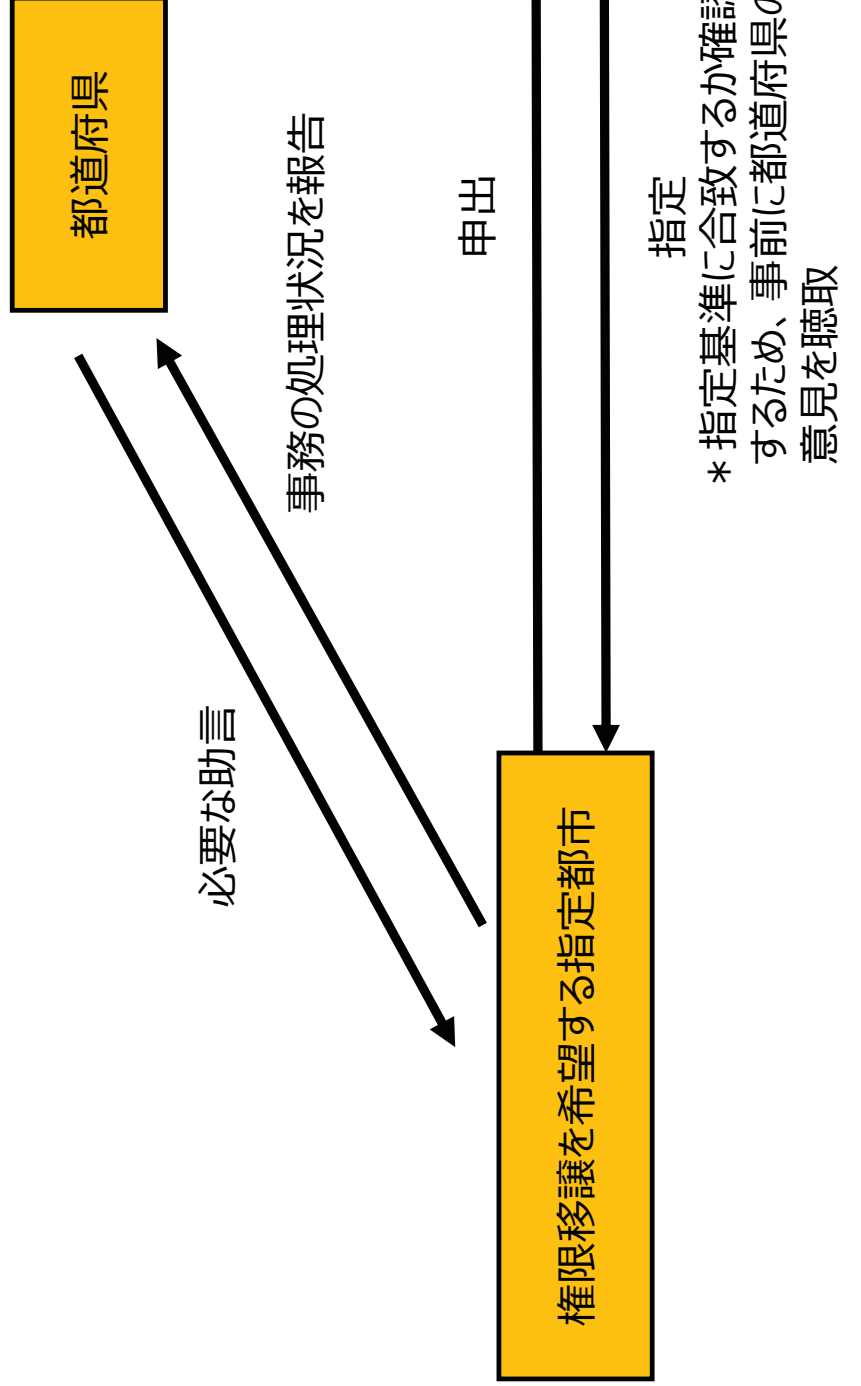 都道府県
必要な助言
事務の処理状況を報告
申出
権限移譲を希望する指定都市
指定
＊指定基準に合致するか確認
するため、事前に都道府県の
意見を聴取